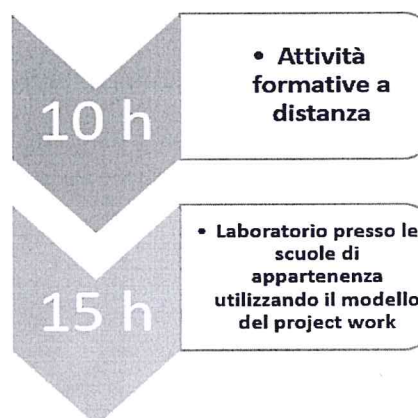 10 h
• Attività
formative a
distanza
15 h
• Laboratorio presso le
scuole di
appartenenza
utilizzando il modello
del project work